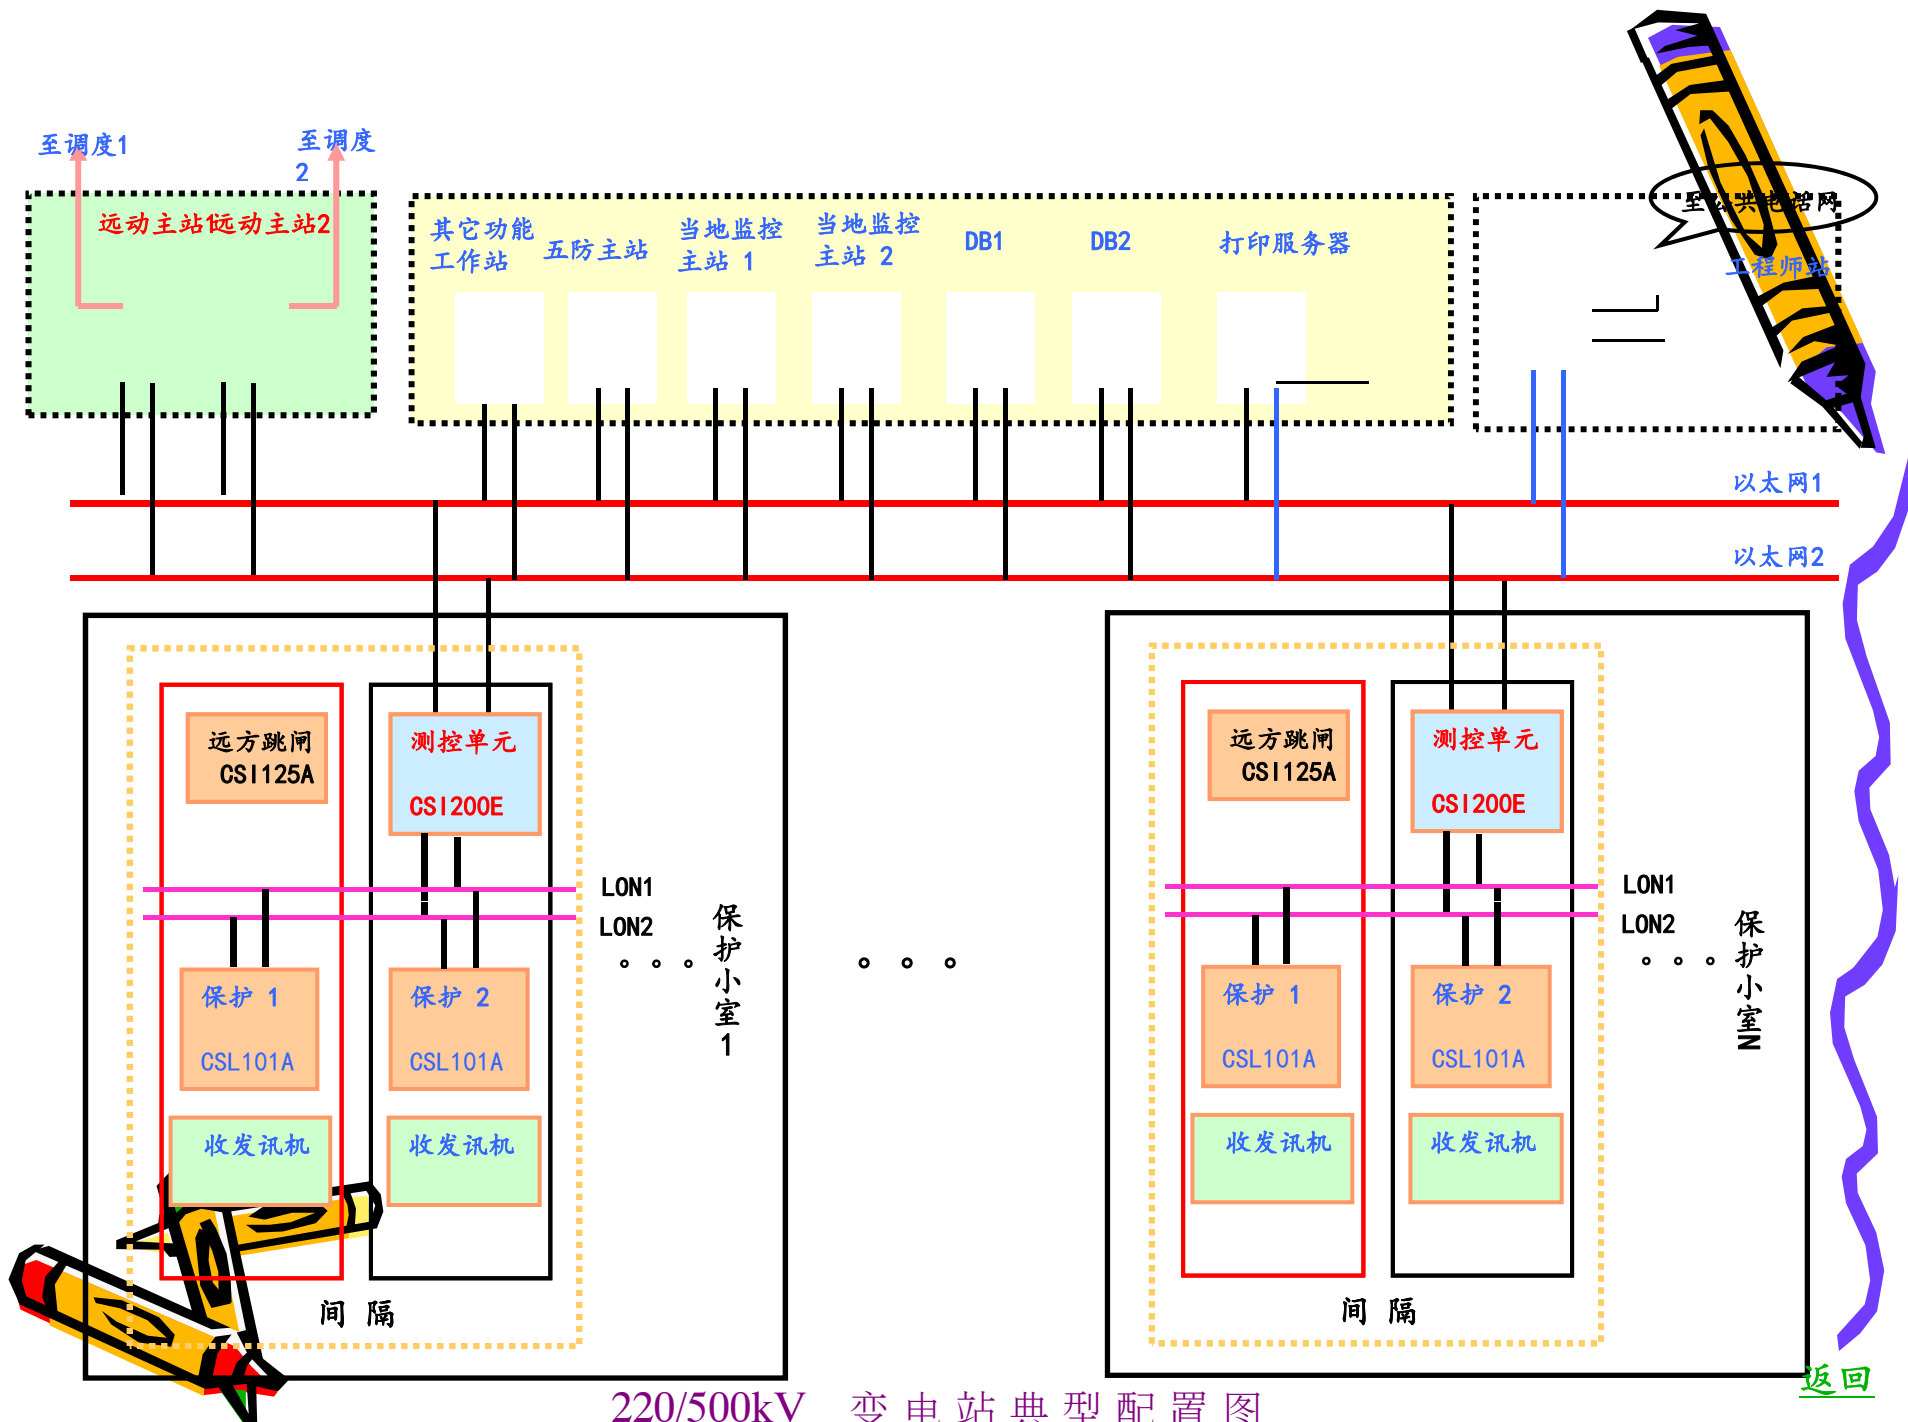 至调度1
至调度
2
至公共电话网
远动主站1
远动主站2
其它功能
工作站
五防主站
当地监控
主站 1
当地监控
主站 2
DB1
DB2
打印服务器
工程师站
以太网1
以太网2
远方跳闸
CSI125A
测控单元
CSI200E
LON1
LON2
保护 1
CSL101A
保护 2
CSL101A
收发讯机
收发讯机
间 隔
保护小室1
远方跳闸
CSI125A
测控单元
CSI200E
LON1
LON2
保护 1
CSL101A
保护 2
CSL101A
收发讯机
收发讯机
间 隔
保护小室N
返回
220/500kV 变电站典型配置图